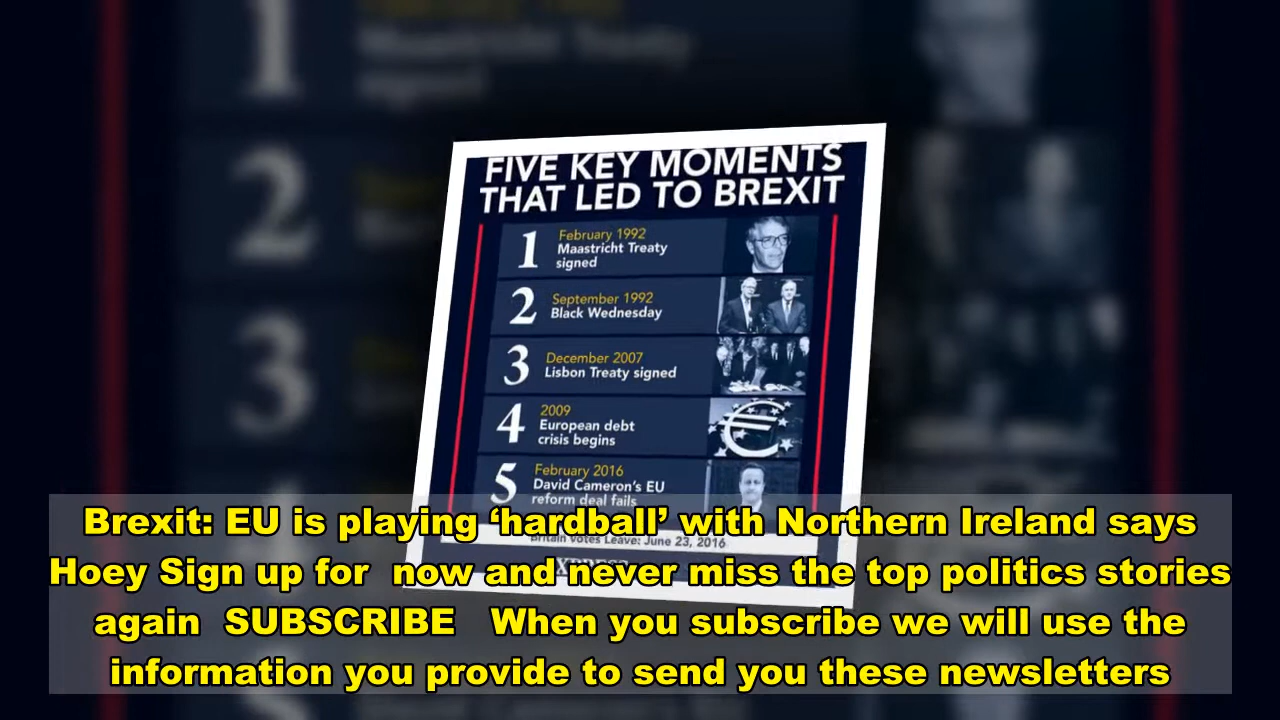 FIVE KEY MOMENTS
THAT LED TO BREXIT
1
February 1992
Maastricht Treaty
signed
2
September 1992
Black Wednesday
3
December 2007
Lisbon Treaty signed
4
2009
European debt
crisis begins
5
February 2016
David Cameron's EU
reform deal fails
Britain votes Leave: June 23, 2016
Brexit: EU is playing ‘hardball’ with Northern Ireland says
Hoey Sign up for now and never miss the top politics stories
again SUBSCRIBE When you subscribe we will use the
information you provide to send you these newsletters